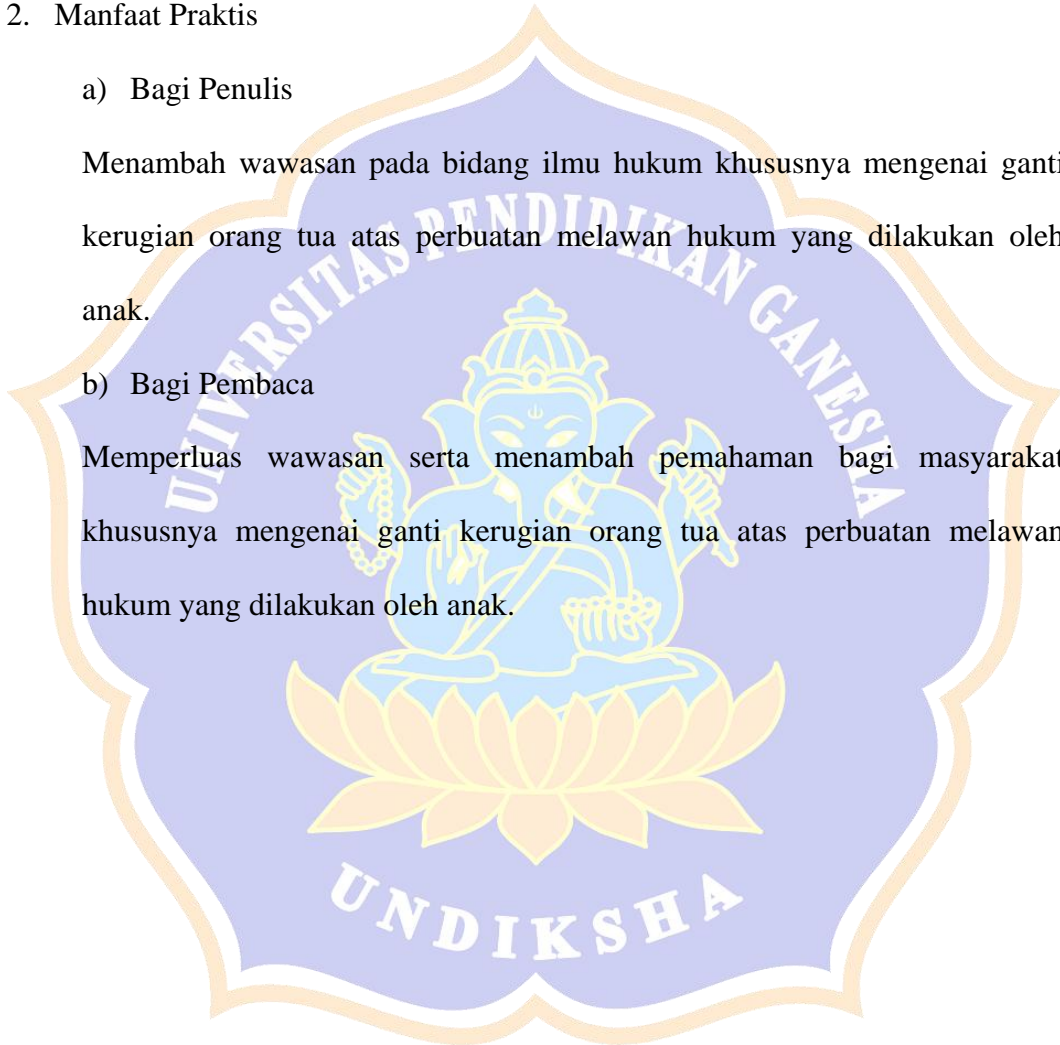 2. Manfaat Praktis
a) Bagi Penulis
Menambah wawasan pada bidang ilmu hukum khususnya mengenai ganti
kerugian orang tua atas perbuatan melawan hukum yang dilakukan oleh
anak.
b) Bagi Pembaca
Memperluas wawasan serta menambah pemahaman bagi masyarakat
khususnya mengenai ganti kerugian orang tua atas perbuatan melawan
hukum yang dilakukan oleh anak.
UNIVERSITAS PENDIDIKAN GANESHA
UNDIKSHA